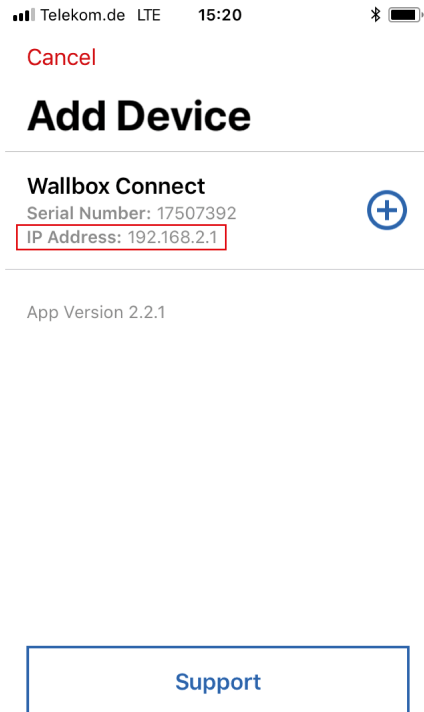 Telekom.de LTE 15:20
Cancel
Add Device
Wallbox Connect
Serial Number: 17507392
IP Address: 192.168.2.1
App Version 2.2.1
Support